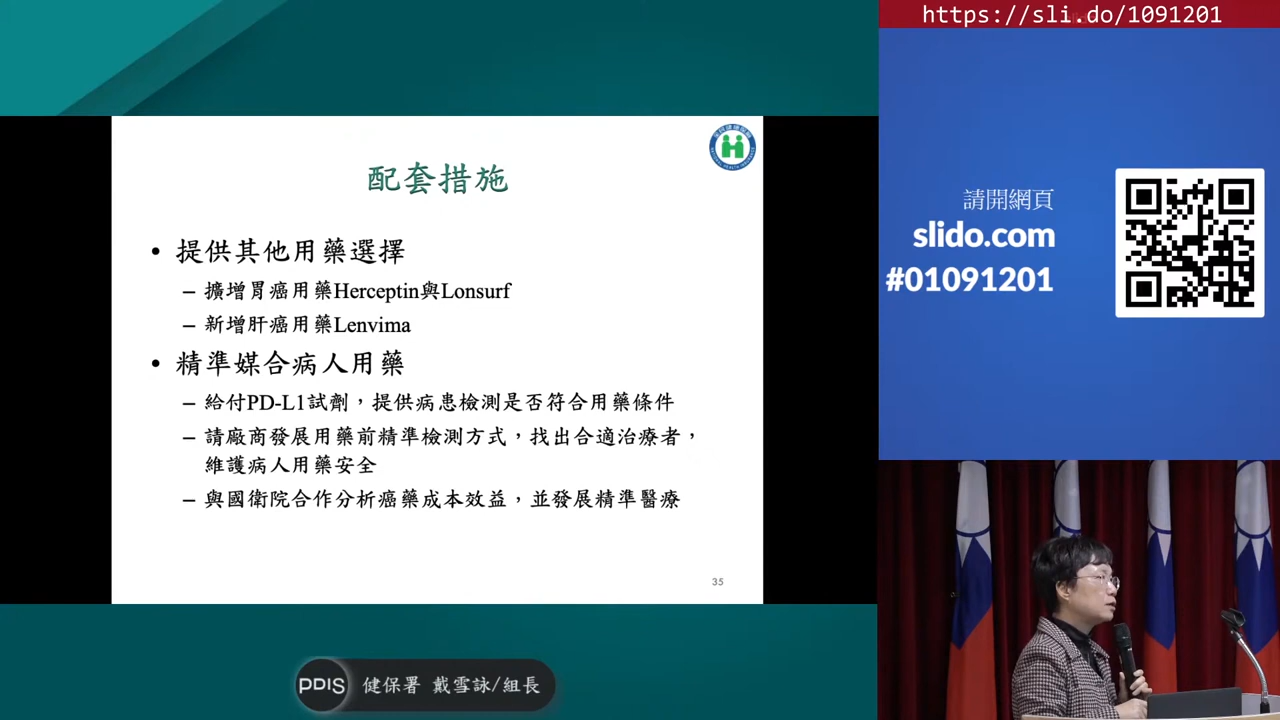 https://sli.do/1091201
請開網頁
slido.com
#01091201
配套措施
• 提供其他用藥選擇
– 擴增胃癌用藥Herceptin與Lonsurf
– 新增肝癌用藥Lenvima
• 精準媒合病人用藥
– 給付PD-L1試劑，提供病患檢測是否符合用藥條件
– 請廠商發展用藥前精準檢測方式，找出合適治療者，
維護病人用藥安全
– 與國衛院合作分析癌藥成本效益，並發展精準醫療
35
PDIS 健保署 戴雪詠/組長